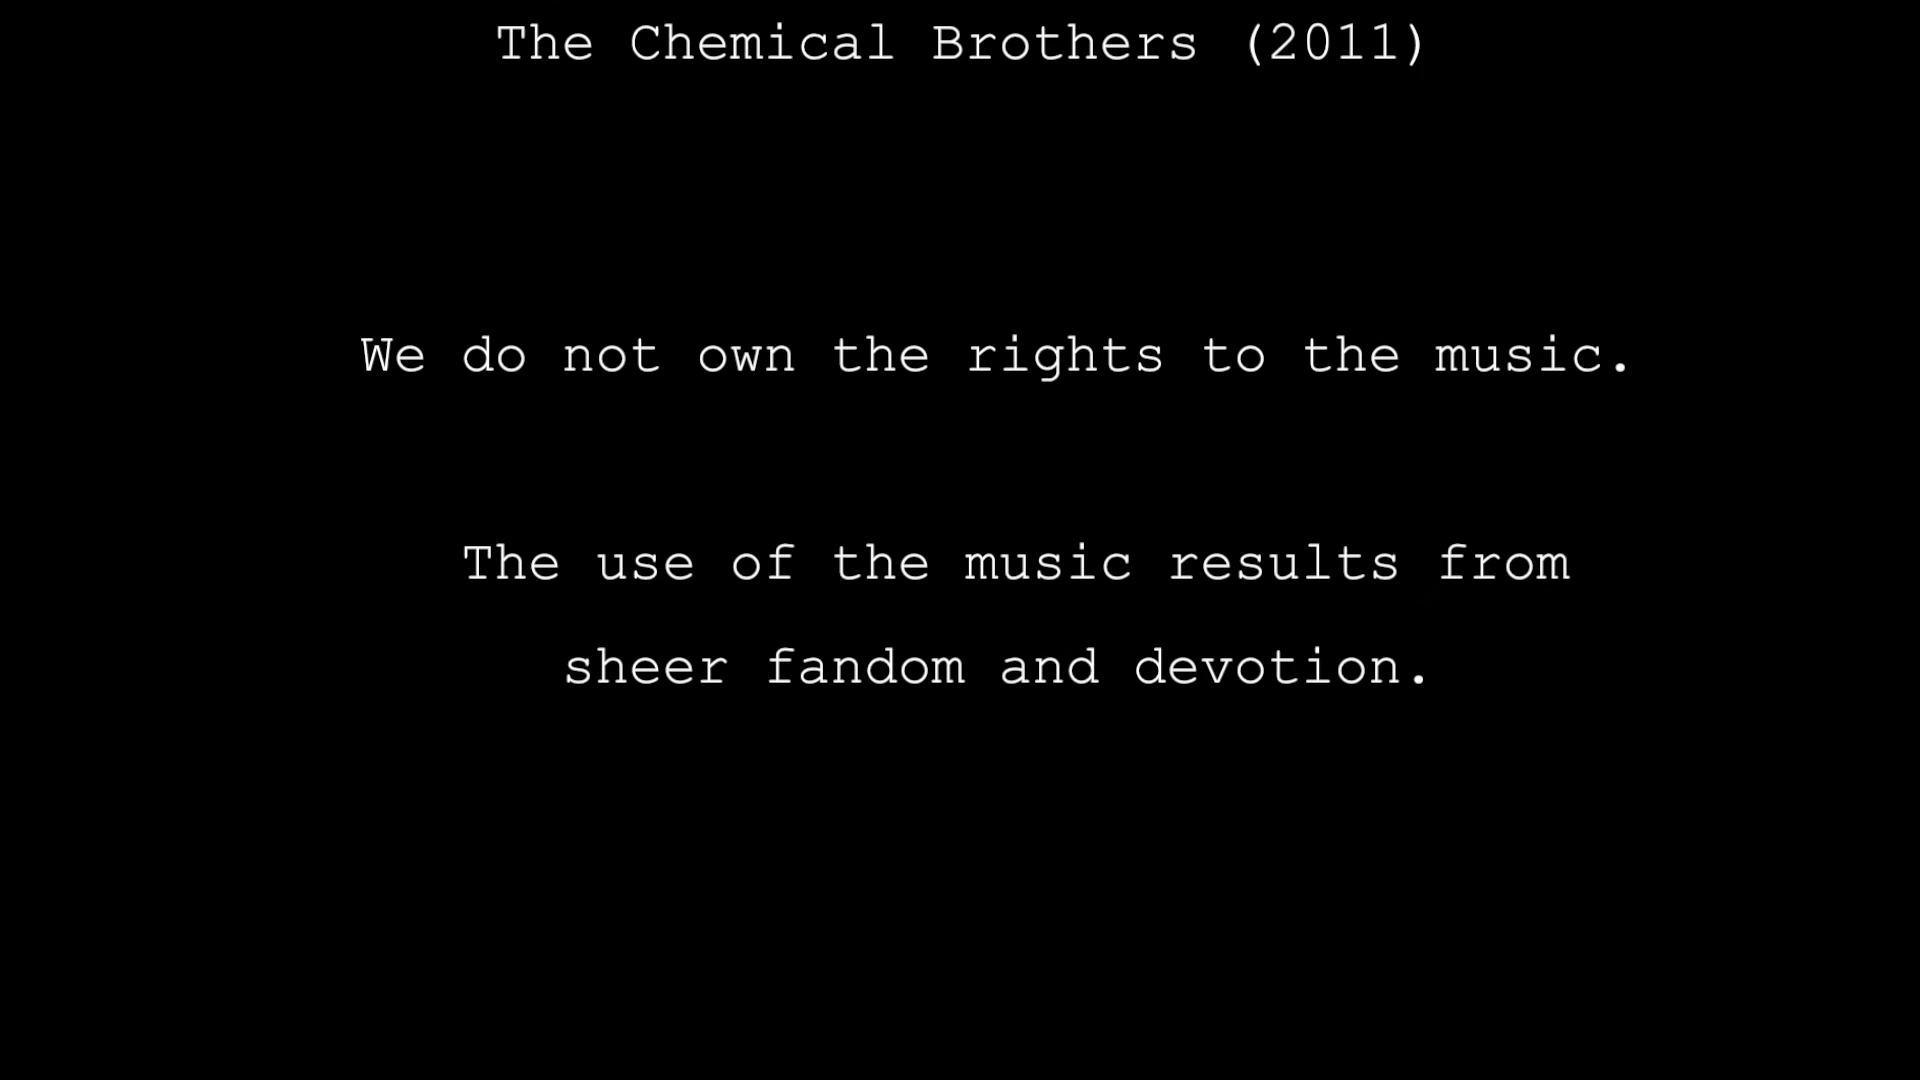 The Chemical Brothers (2011)
We do not own the rights to the music.
The use of the music results from
sheer fandom and devotion.